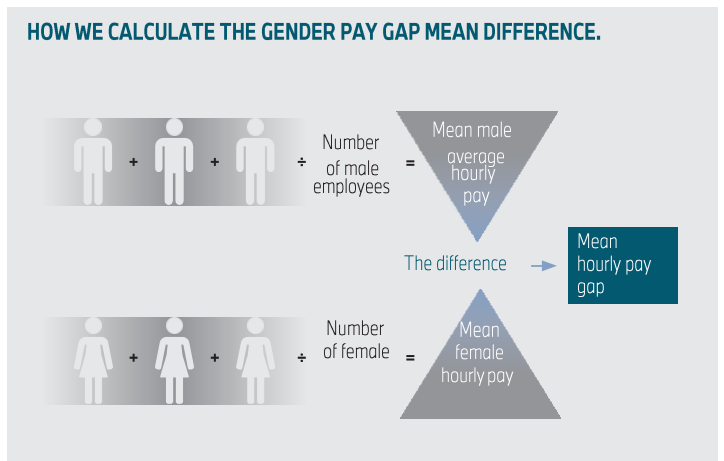 HOW WE CALCULATE THE GENDER PAY GAP MEAN DIFFERENCE.
+ + ÷
Number
of male
employees
=
Mean male
average
hourly
pay
The difference
Mean
hourly pay
gap
+ + ÷
Number
of female
=
Mean
female
hourly pay